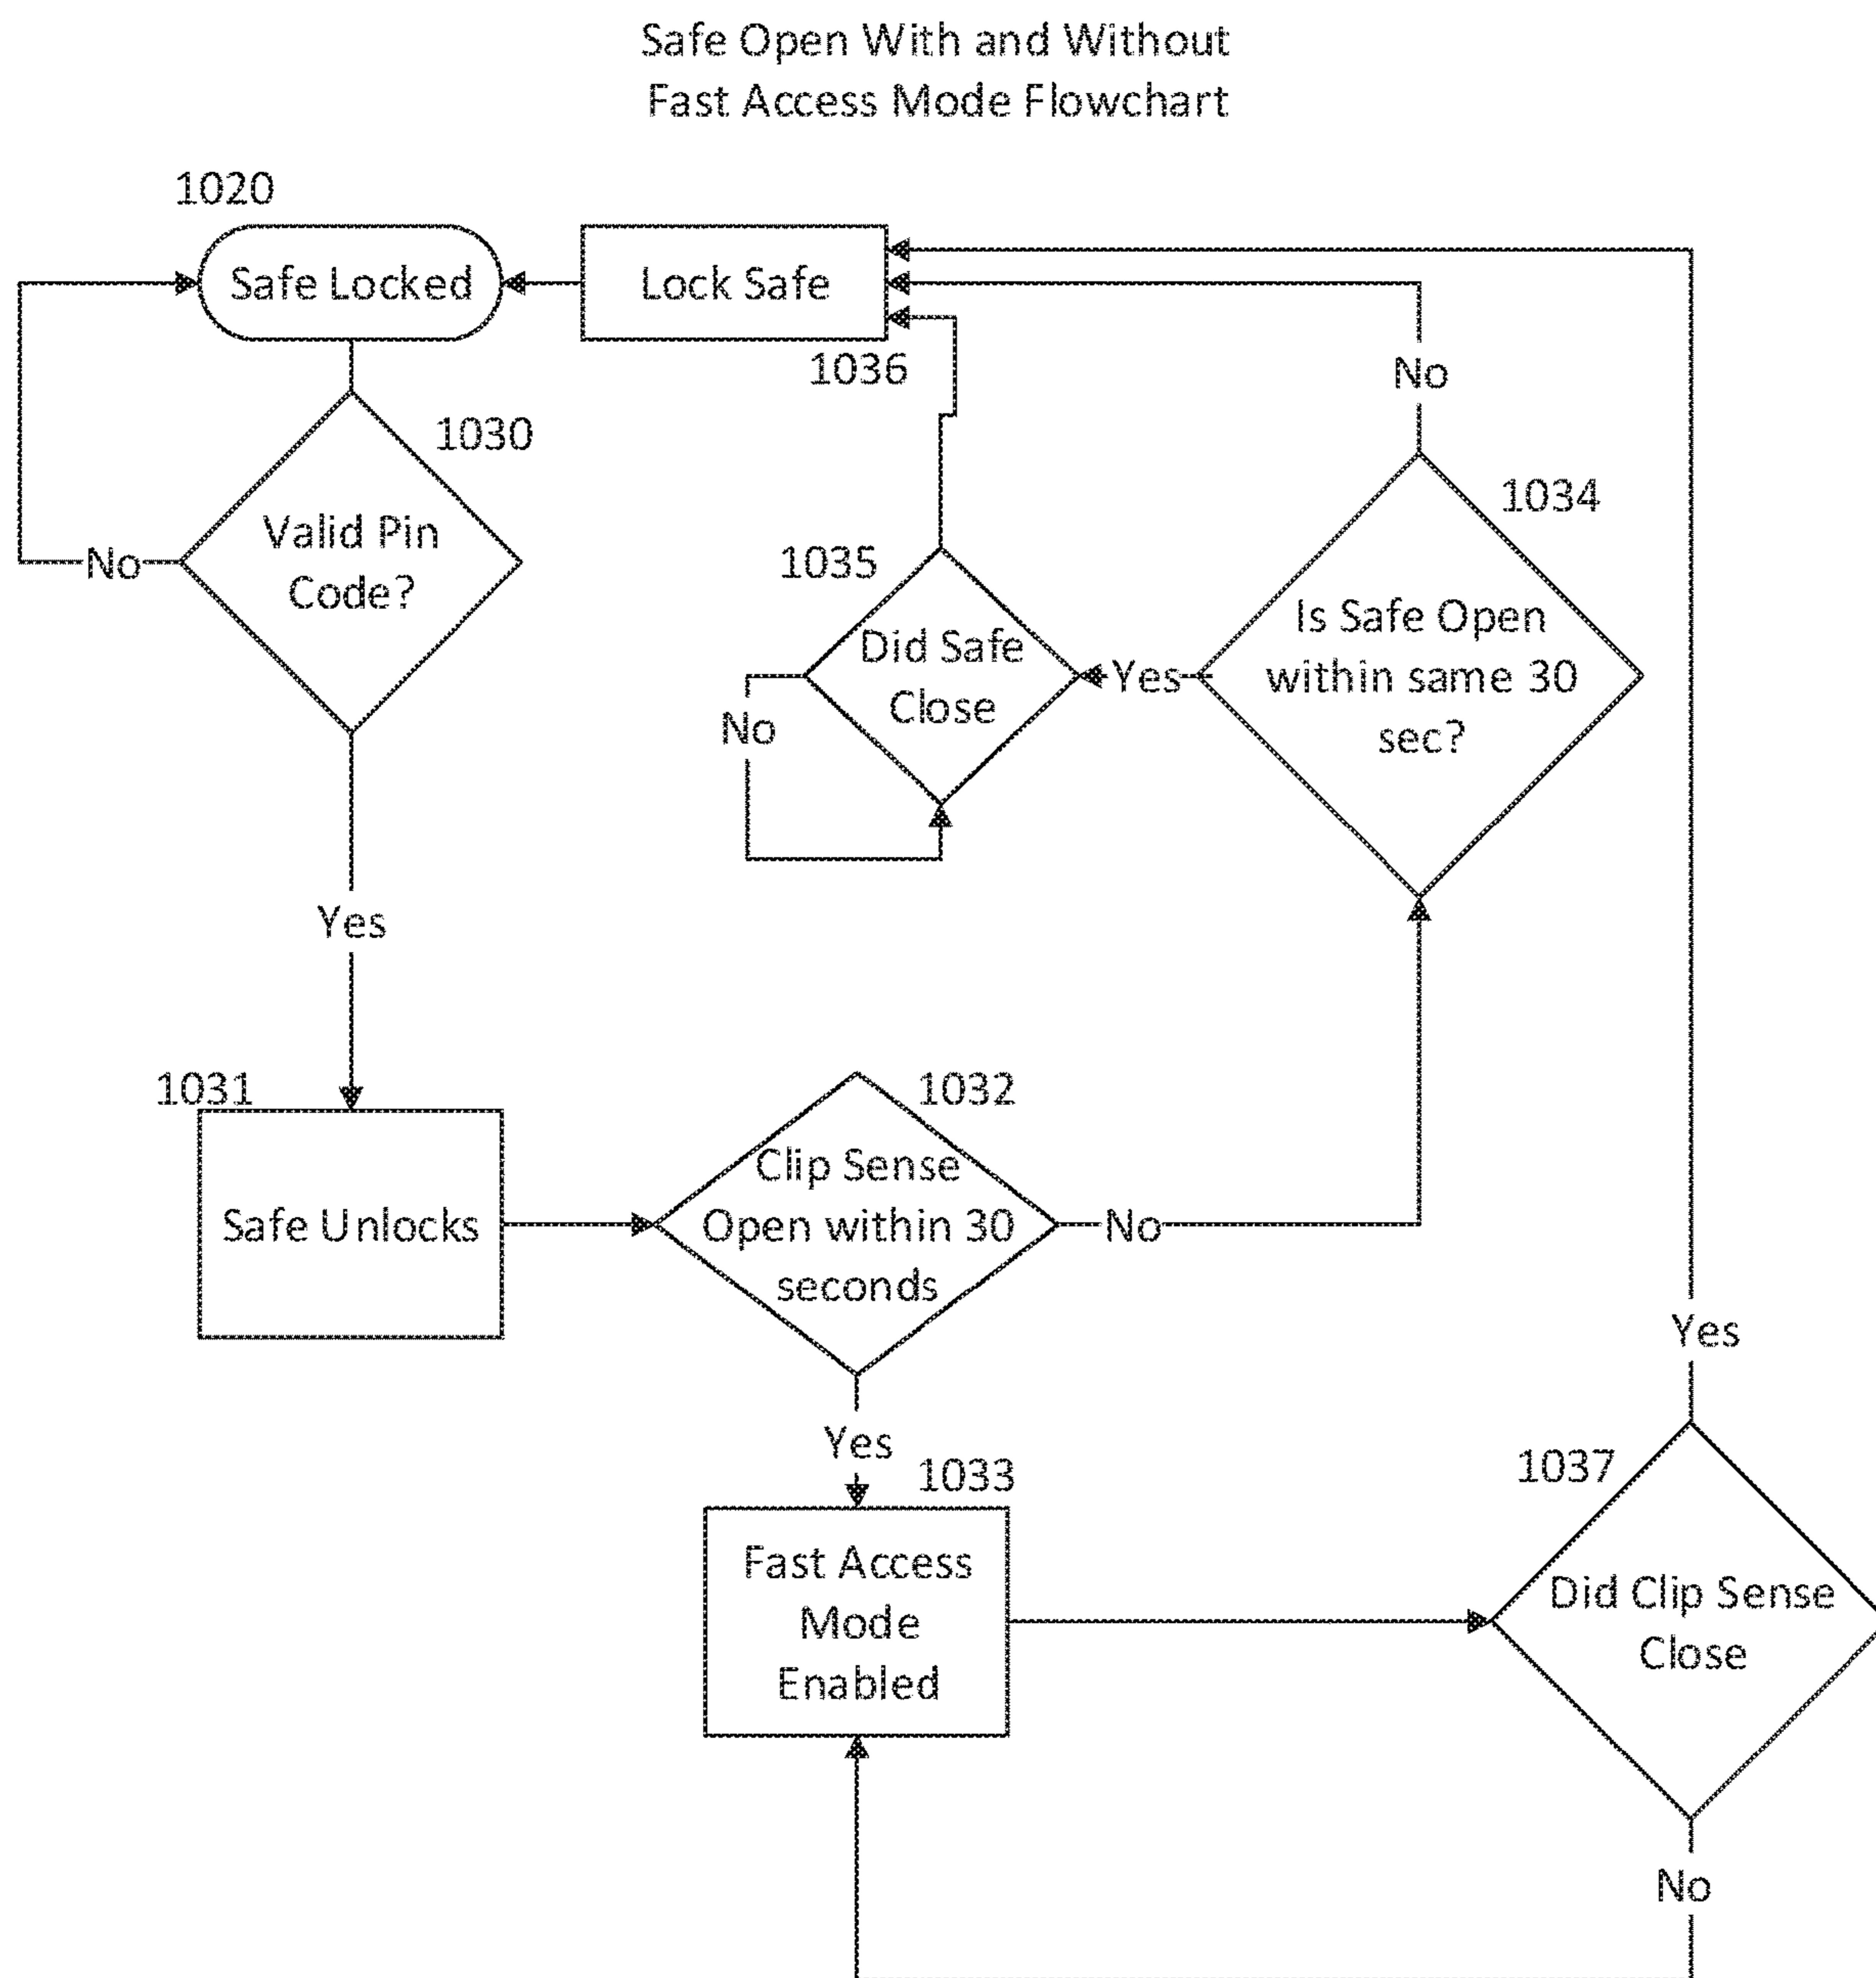 Safe Open With and Without
Fast Access Mode Flowchart
1020
Safe Locked
Lock Safe
1036
No
1030
Valid Pin
Code?
No
1034
1035
Is Safe Open
within same 30
sec?
Did Safe
Close
Yes
No
Yes
1031
Safe Unlocks
1032
Clip Sense
Open within 30
seconds
No
Yes
Yes
1033
Fast Access
Mode
Enabled
1037
Did Clip Sense
Close
No